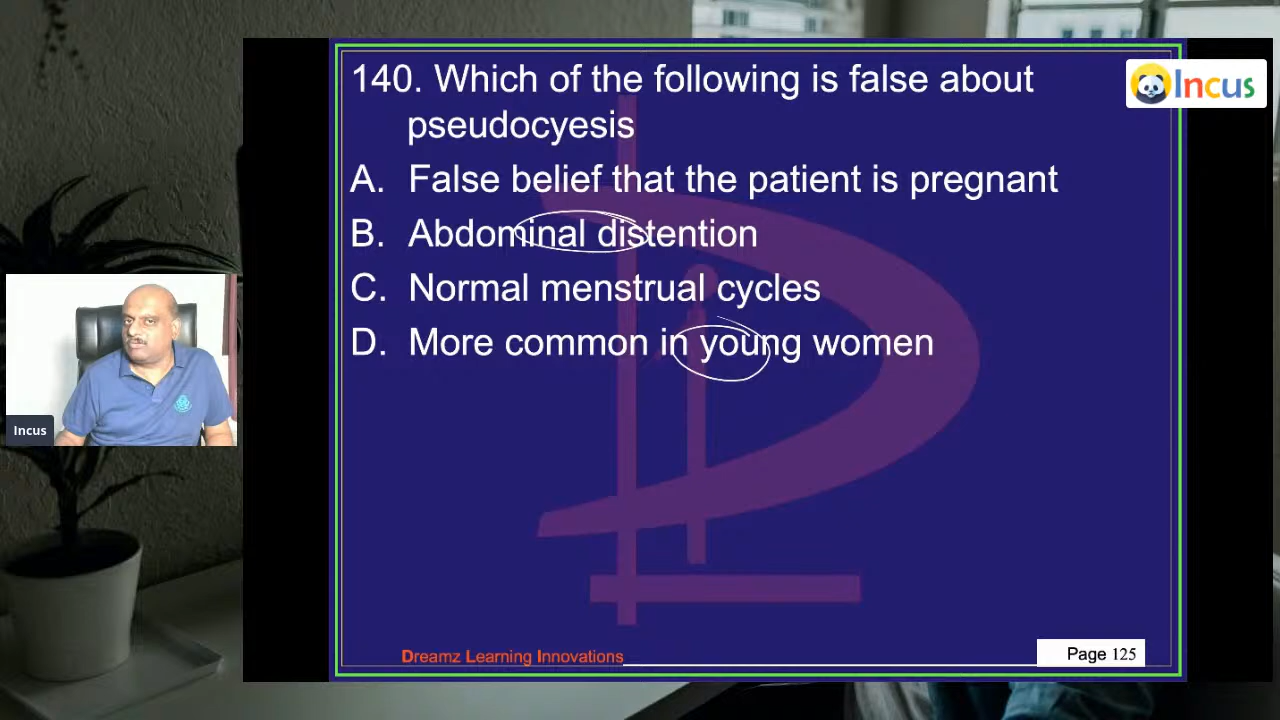 140. Which of the following is false about
pseudocyesis
A. False belief that the patient is pregnant
B. Abdominal distention
C. Normal menstrual cycles
D. More common in young women
Incus
Incus
Dreamz Learning Innovations
Page 125